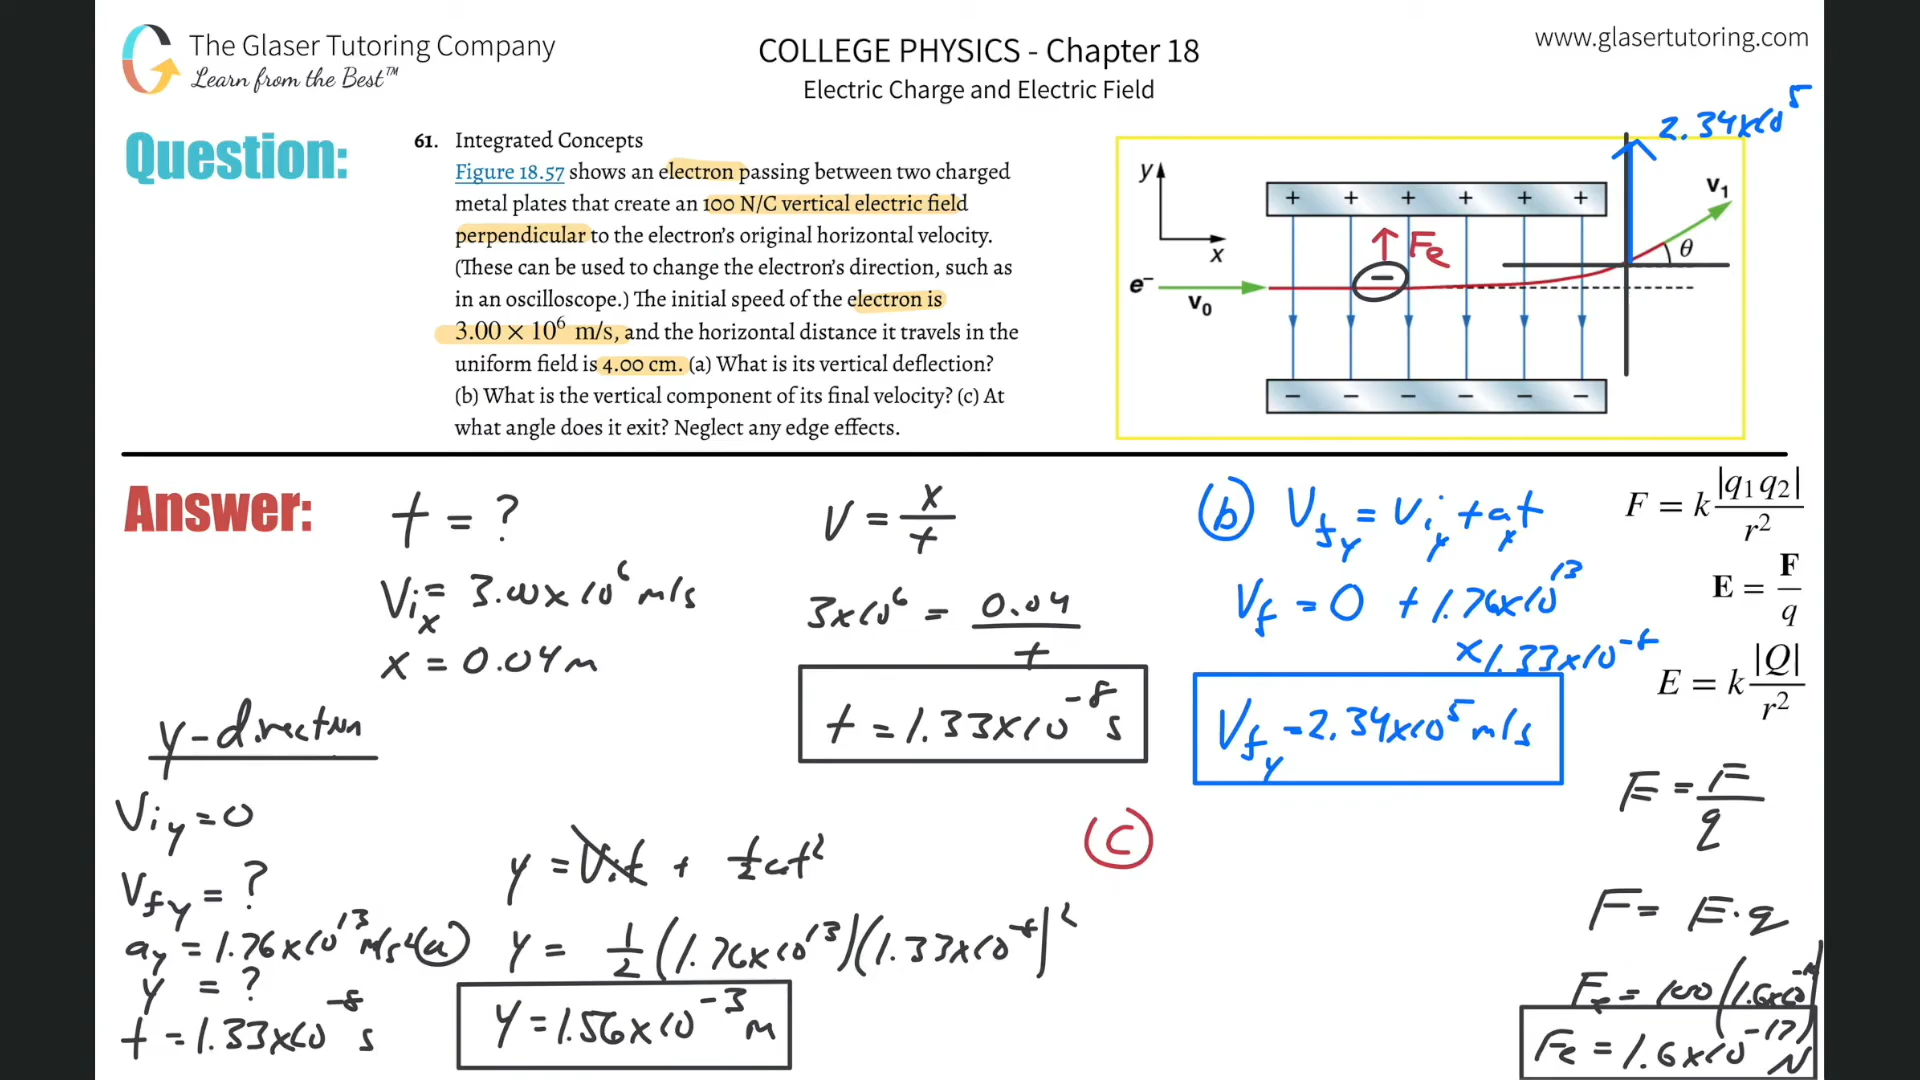 The Glaser Tutoring Company
Learn from the Best™
COLLEGE PHYSICS - Chapter 18
Electric Charge and Electric Field
www.glasertutoring.com
Question:
61. Integrated Concepts
Figure 18.57 shows an electron passing between two charged
metal plates that create an 100 N/C vertical electric field
perpendicular to the electron's original horizontal velocity.
(These can be used to change the electron's direction, such as
in an oscilloscope.) The initial speed of the electron is
3.00 × 10⁶ m/s, and the horizontal distance it travels in the
uniform field is 4.00 cm. (a) What is its vertical deflection?
(b) What is the vertical component of its final velocity? (c) At
what angle does it exit? Neglect any edge effects.
2.34x10⁵
y
x
+ + + + + +
Fe
−
e⁻
v₀
v₁
θ
− − − − − −
Answer:
t = ?
Vix = 3.00x10⁶ m/s
x = 0.04m
V = x/t
3x10⁶ = 0.04/t
t = 1.33x10⁻⁸ s
(b) Vfy = Viy + ayt
Vf = 0 + 1.76x10¹³
x 1.33x10⁻⁸
Vfy = 2.34x10⁵ m/s
F = k |q₁q₂|/r²
E = F/q
E = k |Q|/r²
E = F/q
F = E·q
Fe = 1.6x10⁻¹⁷ N
y-direction
Viy = 0
Vfy = ?
y = ?
t = 1.33x10⁻⁸ s
(a)
y = Vit + ½at²
y = ½(1.76x10¹³)(1.33x10⁻⁸)²
y = 1.56x10⁻³ m
(c)